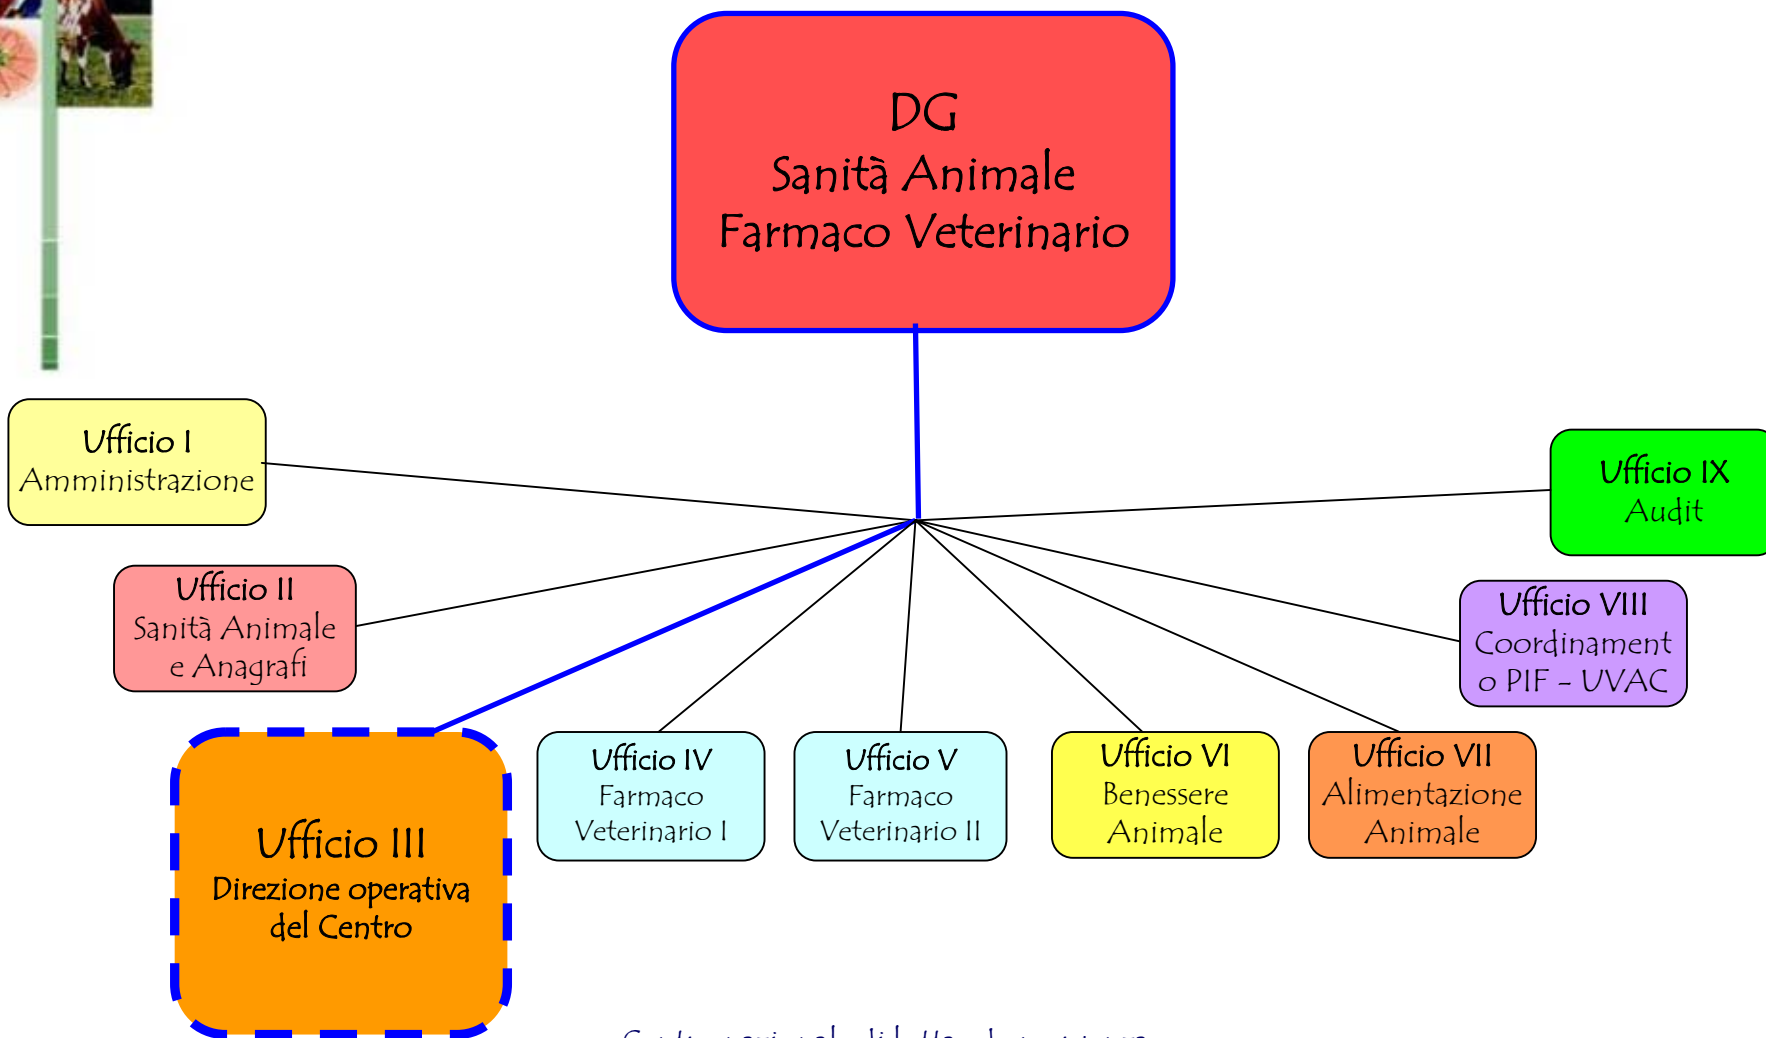 DG
Sanità Animale
Farmaco Veterinario
Ufficio I
Amministrazione
Ufficio IX
Audit
Ufficio II
Sanità Animale
e Anagrafi
Ufficio VIII
Coordinament
o PIF - UVAC
Ufficio III
Direzione operativa
del Centro
Ufficio IV
Farmaco
Veterinario I
Ufficio V
Farmaco
Veterinario II
Ufficio VI
Benessere
Animale
Ufficio VII
Alimentazione
Animale